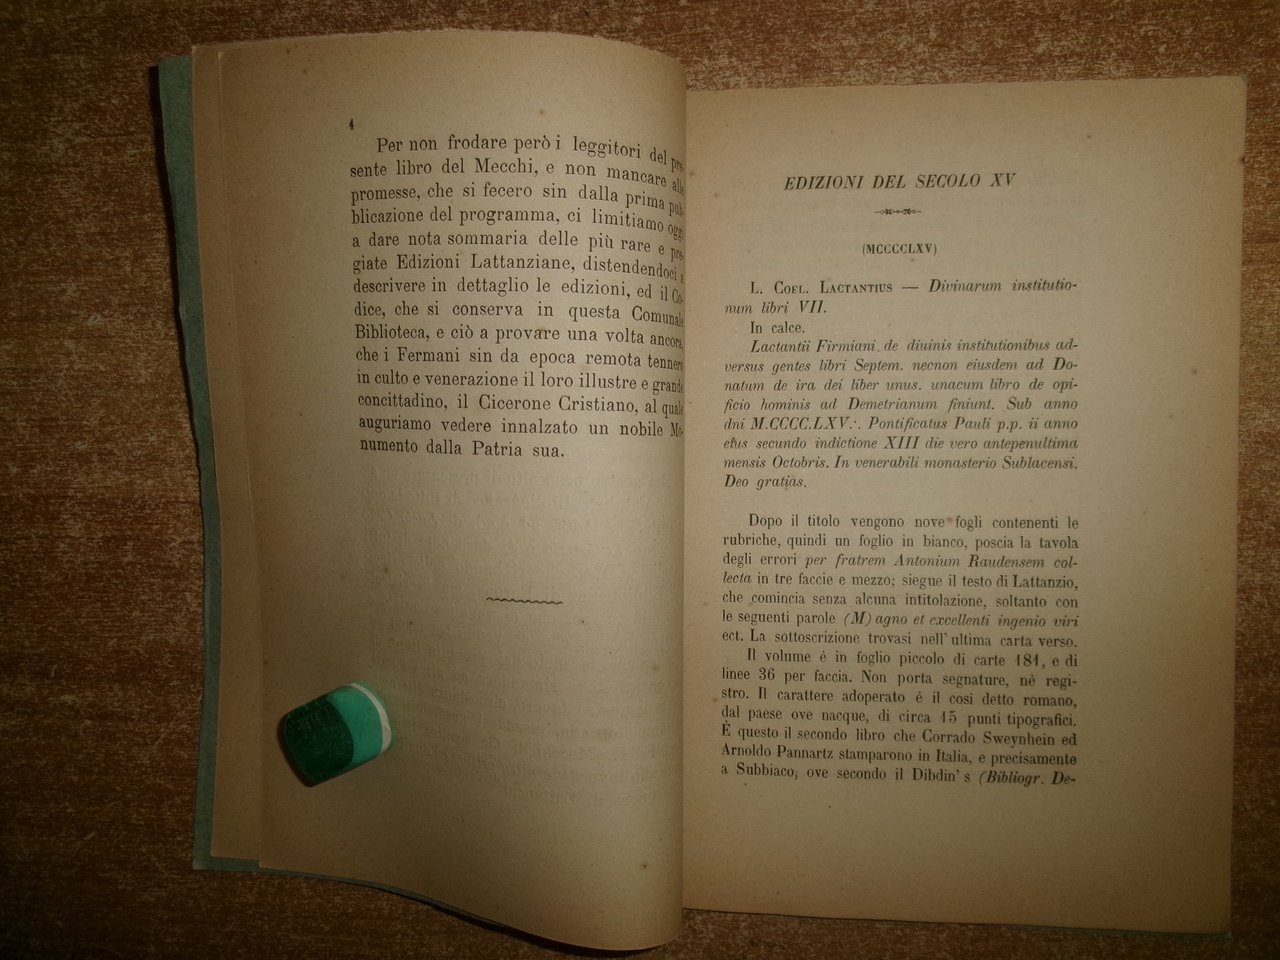 4
Per non frodare però i leggitori del pre-
sente libro del Mecchi, e non mancare alle
promesse, che si fecero sin dalla prima pub-
blicazione del programma, ci limitiamo oggi
a dare nota sommaria delle più rare e pre-
giate Edizioni Lattanziane, distendendoci a
descrivere in dettaglio le edizioni, ed il Co-
dice, che si conserva in questa Comunale
Biblioteca, e ciò a provare una volta ancora,
che i Fermani sin da epoca remota tennero
in culto e venerazione il loro illustre e grande
concittadino, il Cicerone Cristiano, al quale
auguriamo vedere innalzato un nobile Mo-
numento dalla Patria sua.
EDIZIONI DEL SECOLO XV
(MCCCCLXV)
L. COEL. LACTANTIUS — Divinarum institutio-
num libri VII.
In calce.
Lactantii Firmiani. de diuinis institutionibus ad-
versus gentes libri Septem. necnon eiusdem ad Do-
natum de ira dei liber unus. unacum libro de opi-
ficio hominis ad Demetrianum finiunt. Sub anno
dni M.CCCC.LXV.·. Pontificatus Pauli p.p. ii anno
eius secundo indictione XIII die vero antepenultima
mensis Octobris. In venerabili monasterio Sublacensi.
Deo gratias.
Dopo il titolo vengono nove fogli contenenti le
rubriche, quindi un foglio in bianco, poscia la tavola
degli errori per fratrem Antonium Raudensem col-
lecta in tre faccie e mezzo; siegue il testo di Lattanzio,
che comincia senza alcuna intitolazione, soltanto con
le seguenti parole (M) agno et excellenti ingenio viri
ect. La sottoscrizione trovasi nell' ultima carta verso.
Il volume è in foglio piccolo di carte 181, e di
linee 36 per faccia. Non porta segnature, nè regi-
stro. Il carattere adoperato è il così detto romano,
dal paese ove nacque, di circa 15 punti tipografici.
È questo il secondo libro che Corrado Sweynhein ed
Arnoldo Pannartz stamparono in Italia, e precisamente
a Subbiaco, ove secondo il Dibdin' s (Bibliogr. De-